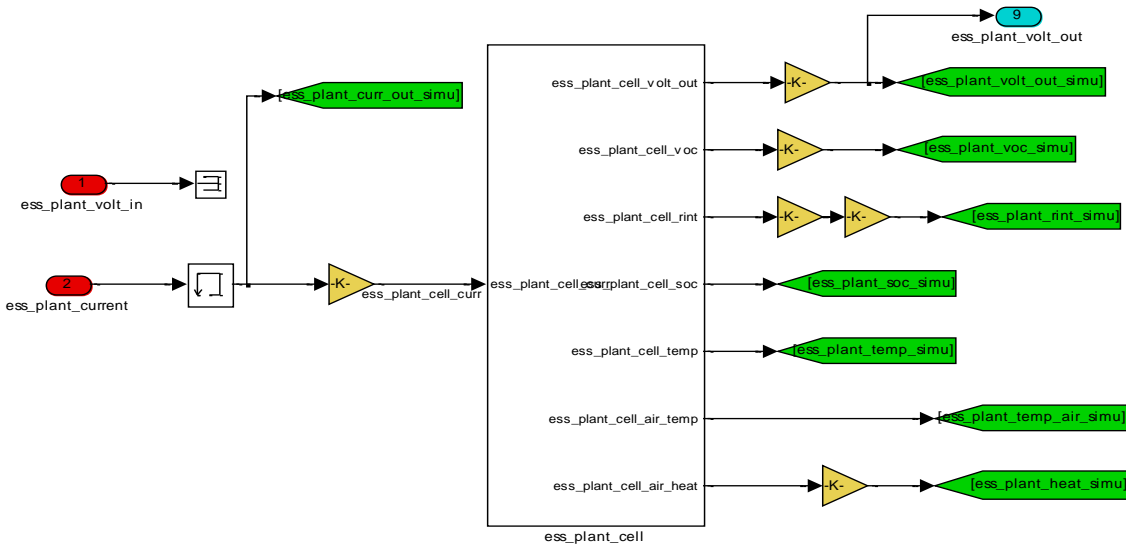 9
ess_plant_volt_out
ess_plant_cell_volt_out
-K-
[ess_plant_volt_out_simu]
[ess_plant_curr_out_simu]
ess_plant_cell_voc
-K-
[ess_plant_voc_simu]
1
ess_plant_volt_in
ess_plant_cell_rint
-K-
-K-
[ess_plant_rint_simu]
2
ess_plant_current
-K-
ess_plant_cell_curr
ess_plant_cell_curr
ess_plant_cell_soc
[ess_plant_soc_simu]
ess_plant_cell_temp
[ess_plant_temp_simu]
ess_plant_cell_air_temp
[ess_plant_temp_air_simu]
ess_plant_cell_air_heat
-K-
[ess_plant_heat_simu]
ess_plant_cell